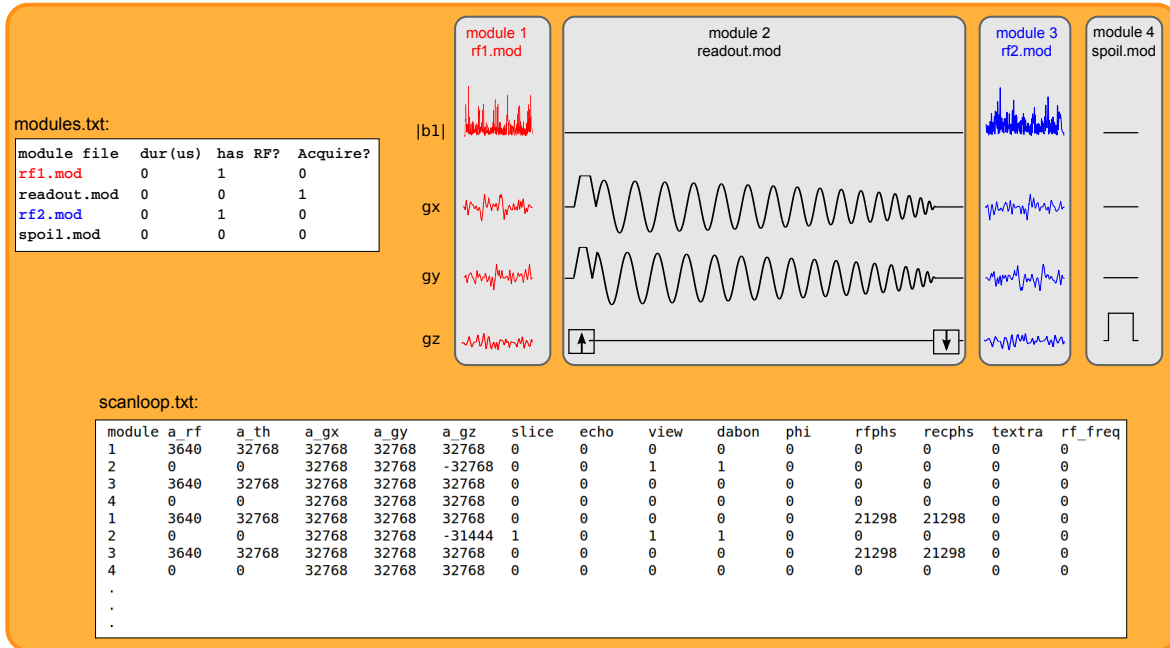 module 1
rf1.mod
module 2
readout.mod
module 3
rf2.mod
module 4
spoil.mod
modules.txt:
module file dur(us) has RF? Acquire?
rf1.mod 0 1 0
readout.mod 0 0 1
rf2.mod 0 1 0
spoil.mod 0 0 0
|b1|
gx
gy
gz
scanloop.txt:
module a_rf a_th a_gx a_gy a_gz slice echo view dabon phi rfphs recphs textra rf_freq
1 3640 32768 32768 32768 32768 0 0 0 0 0 0 0 0 0
2 0 0 32768 32768 -32768 0 0 1 1 0 0 0 0 0
3 3640 32768 32768 32768 32768 0 0 0 0 0 0 0 0 0
4 0 0 32768 32768 32768 0 0 0 0 0 0 0 0 0
1 3640 32768 32768 32768 32768 0 0 0 0 0 21298 21298 0 0
2 0 0 32768 32768 -31444 1 0 1 1 0 0 0 0 0
3 3640 32768 32768 32768 32768 0 0 0 0 0 21298 21298 0 0
4 0 0 32768 32768 32768 0 0 0 0 0 0 0 0 0
.
.
.